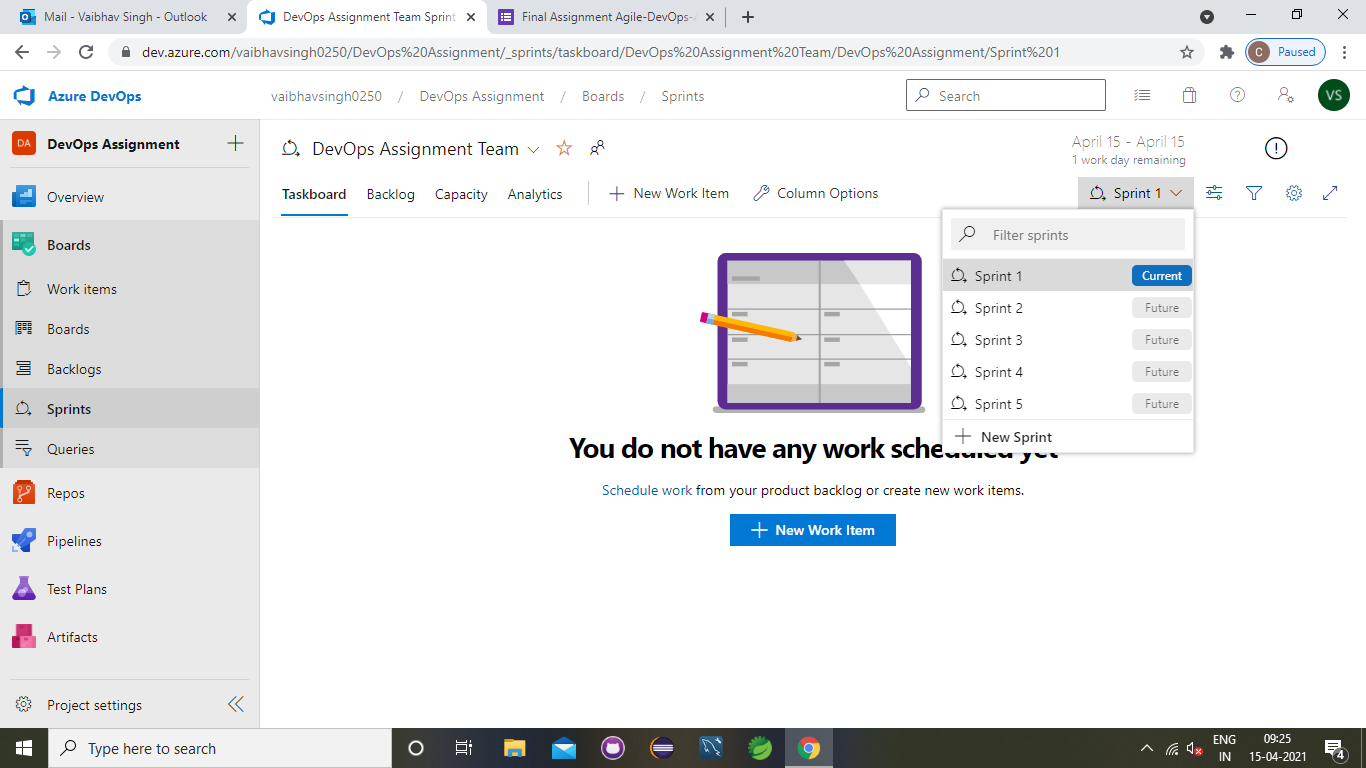 Mail - Vaibhav Singh - Outlook
DevOps Assignment Team Sprint
Final Assignment Agile-DevOps-
dev.azure.com/vaibhavsingh0250/DevOps%20Assignment/_sprints/taskboard/DevOps%20Assignment%20Team/DevOps%20Assignment/Sprint%201
C Paused
Azure DevOps
vaibhavsingh0250 / DevOps Assignment / Boards / Sprints
Search
VS
DA DevOps Assignment
Overview
Boards
Work items
Boards
Backlogs
Sprints
Queries
Repos
Pipelines
Test Plans
Artifacts
Project settings
DevOps Assignment Team
April 15 - April 15
1 work day remaining
Taskboard Backlog Capacity Analytics New Work Item Column Options
Sprint 1
Filter sprints
Sprint 1 Current
Sprint 2 Future
Sprint 3 Future
Sprint 4 Future
Sprint 5 Future
New Sprint
You do not have any work scheduled yet
Schedule work from your product backlog or create new work items.
New Work Item
Type here to search
ENG
IN
09:25
15-04-2021
4